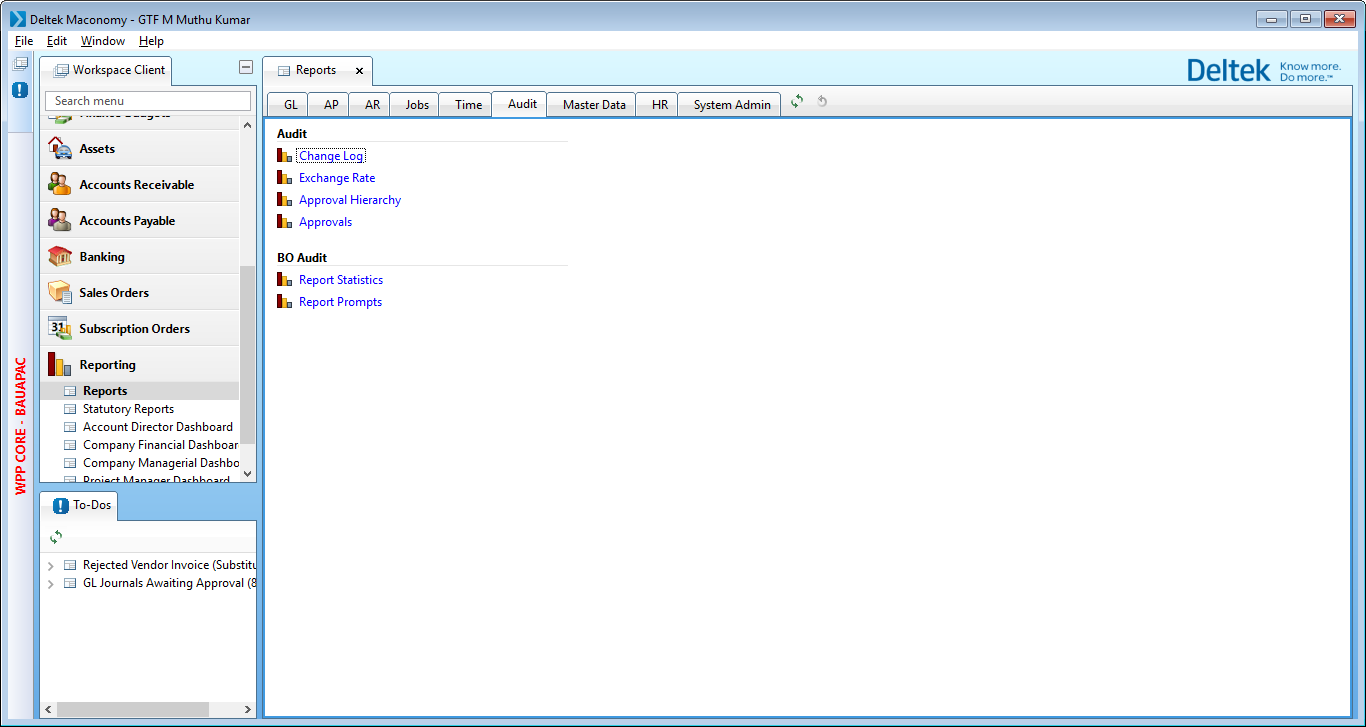 Deltek Maconomy - GTF M Muthu Kumar
File Edit Window Help
Workspace Client
Search menu
Finance Budgets
Assets
Accounts Receivable
Accounts Payable
Banking
Sales Orders
31
Subscription Orders
Reporting
Reports
Statutory Reports
Account Director Dashboard
Company Financial Dashboar
Company Managerial Dashbo
Project Manager Dashboard
To-Dos
Rejected Vendor Invoice (Substitu
GL Journals Awaiting Approval (8
WPP CORE - BAUAPAC
Reports
Deltek Know more.
Do more.™
GL AP AR Jobs Time Audit Master Data HR System Admin
Audit
Change Log
Exchange Rate
Approval Hierarchy
Approvals
BO Audit
Report Statistics
Report Prompts